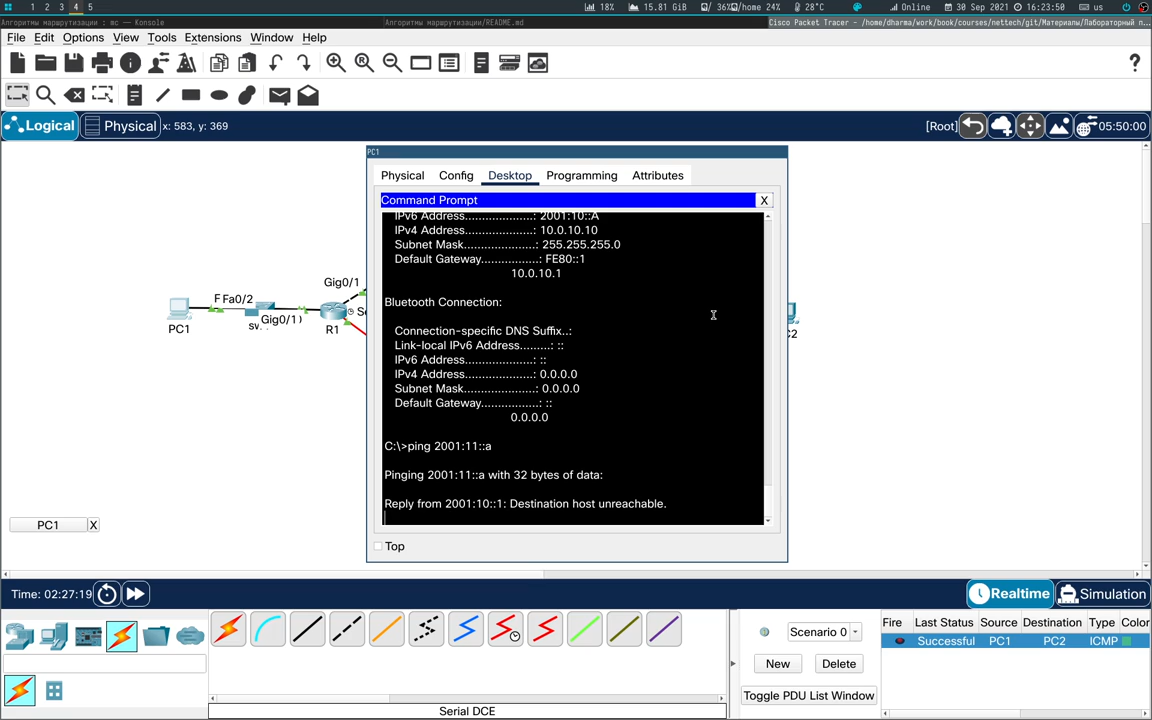 1 2 3 4 5
18% 15.81 GiB / 36% /home 24% 28°C Online 30 Sep 2021 16:23:50 us
Алгоритмы маршрутизации : mc — Konsole
Алгоритмы маршрутизации/README.md
Cisco Packet Tracer - /home/dharma/work/book/courses/nettech/git/Материалы/Лабораторный п...
File Edit Options View Tools Extensions Window Help
?
Logical Physical x: 583, y: 369
[Root] 05:50:00
PC1
Physical Config Desktop Programming Attributes
Command Prompt X
IPv6 Address....................: 2001:10::A
IPv4 Address....................: 10.0.10.10
Subnet Mask.....................: 255.255.255.0
Default Gateway.................: FE80::1
10.0.10.1
Bluetooth Connection:
Connection-specific DNS Suffix..:
Link-local IPv6 Address.........: ::
IPv6 Address....................: ::
IPv4 Address....................: 0.0.0.0
Subnet Mask.....................: 0.0.0.0
Default Gateway.................: ::
0.0.0.0
C:\>ping 2001:11::a
Pinging 2001:11::a with 32 bytes of data:
Reply from 2001:10::1: Destination host unreachable.
Top
Gig0/1
F Fa0/2
Gig0/1
PC1
R1
PC1 X
Time: 02:27:19
Realtime Simulation
Scenario 0
New Delete
Toggle PDU List Window
Fire Last Status Source Destination Type Color
Successful PC1 PC2 ICMP
Serial DCE